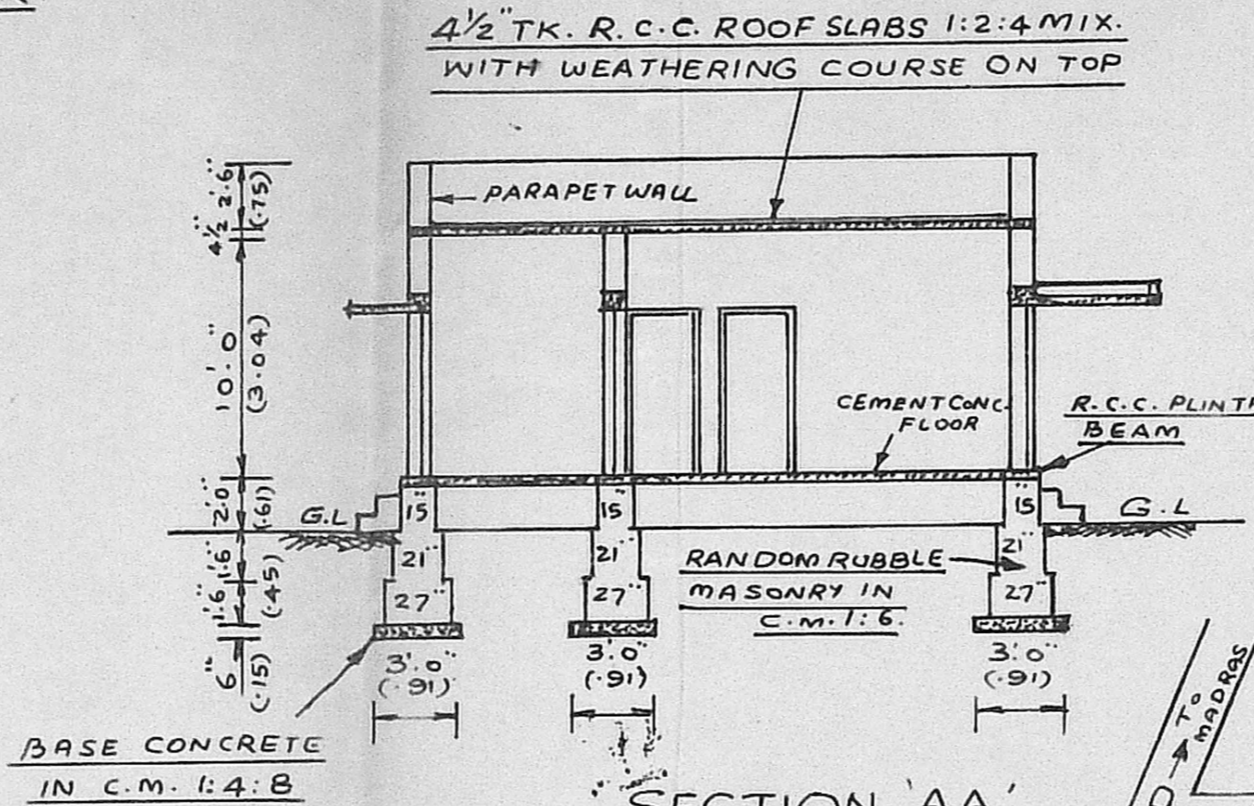 4½" TK. R.C.C. ROOF SLABS 1:2:4 MIX.
WITH WEATHERING COURSE ON TOP
PARAPET WALL
2'.6"
(.75)
4½"
10'.0"
(3.04)
CEMENT CONC.
FLOOR
R.C.C. PLINTH
BEAM
2'.0"
(.61)
G.L
15"
15"
15"
G.L
1'.6"
1'.6"
(.45)
21"
21"
21"
RANDOM RUBBLE
MASONRY IN
C.M. 1:6.
27"
27"
27"
6"
(.15)
3'.0"
(.91)
3'.0"
(.91)
3'.0"
(.91)
BASE CONCRETE
IN C.M. 1:4:8
SECTION 'AA'
TO
MADRAS